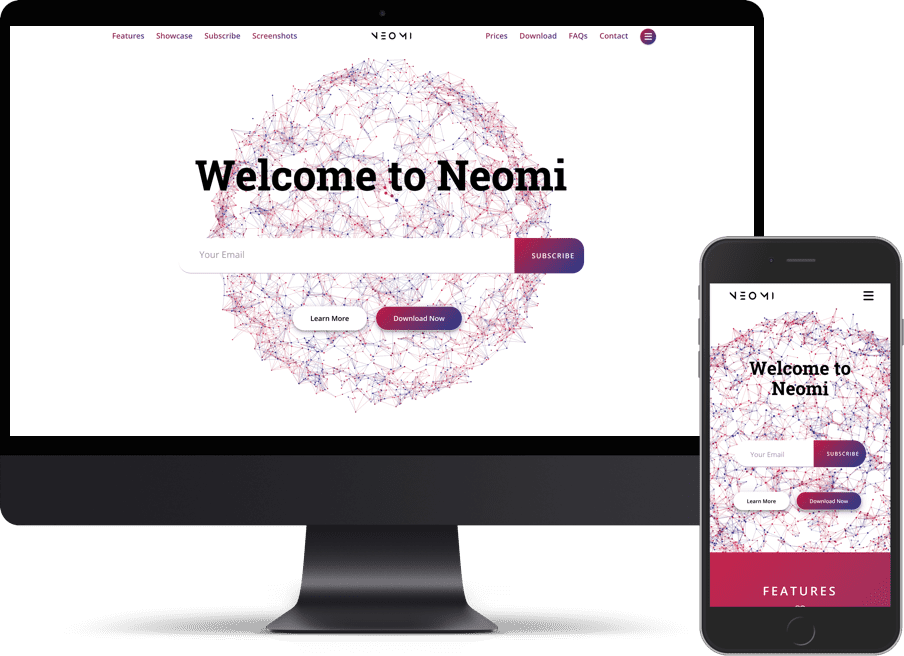 Features Showcase Subscribe Screenshots NEOMI Prices Download FAQs Contact
Welcome to Neomi
Your Email SUBSCRIBE
Learn More Download Now
NEOMI
Welcome to
Neomi
Your Email SUBSCRIBE
Learn More Download Now
FEATURES